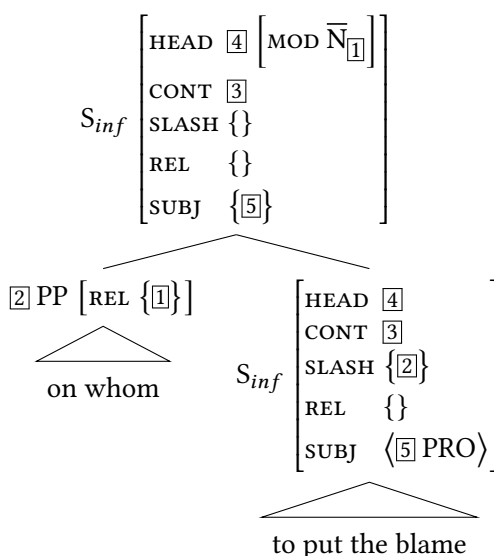 HEAD 4 [MOD N̅1]
CONT 3
S_inf SLASH {}
REL {}
SUBJ {5}
2 PP [REL {1}]
on whom
HEAD 4
CONT 3
S_inf SLASH {2}
REL {}
SUBJ ⟨5 PRO⟩
to put the blame